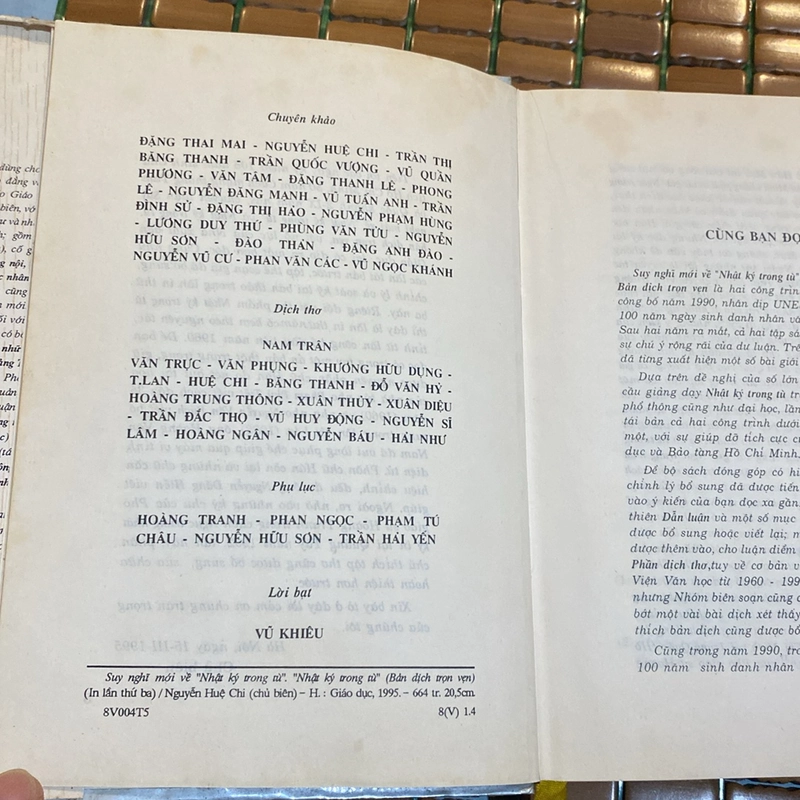 Chuyên khảo
ĐẶNG THAI MAI - NGUYỄN HUỆ CHI - TRẦN THỊ
BĂNG THANH - TRẦN QUỐC VƯỢNG - VŨ QUẦN
PHƯƠNG - VĂN TÂM - ĐẶNG THANH LÊ - PHONG
LÊ - NGUYỄN ĐĂNG MẠNH - VŨ TUẤN ANH - TRẦN
ĐÌNH SỬ - ĐẶNG THỊ HẢO - NGUYỄN PHẠM HÙNG
- LƯƠNG DUY THỨ - PHÙNG VĂN TỬU - NGUYỄN
HỮU SƠN - ĐÀO THẢN - ĐẶNG ANH ĐÀO -
NGUYỄN VŨ CƯ - PHAN VĂN CÁC - VŨ NGỌC KHÁNH
Dịch thơ
NAM TRÂN
VĂN TRỰC - VĂN PHỤNG - KHƯƠNG HỮU DỤNG -
T.LAN - HUỆ CHI - BĂNG THANH - ĐỖ VĂN HỶ -
HOÀNG TRUNG THÔNG - XUÂN THỦY - XUÂN DIỆU
- TRẦN ĐẮC THỌ - VŨ HUY ĐỘNG - NGUYỄN SĨ
LÂM - HOÀNG NGÂN - NGUYỄN BÁU - HẢI NHƯ
Phụ lục
HOÀNG TRANH - PHAN NGỌC - PHẠM TÚ
CHÂU - NGUYỄN HỮU SƠN - TRẦN HẢI YẾN
Lời bạt
VŨ KHIÊU
Suy nghĩ mới về "Nhật ký trong tù". "Nhật ký trong tù" (Bản dịch trọn vẹn)
(In lần thứ ba) / Nguyễn Huệ Chi (chủ biên) – H. : Giáo dục, 1995. – 664 tr. 20,5cm.
8V004T5 8(V) 1.4
CÙNG BẠN ĐỌ
Suy nghĩ mới về "Nhật ký trong tù"
Bản dịch trọn vẹn là hai công trìn
công bố năm 1990, nhân dịp UNE
100 năm ngày sinh danh nhân vă
Sau hai năm ra mắt, cả hai tập sá
sự chú ý rộng rãi của dư luận. Trê
đã từng xuất hiện một số bài giới
Dựa trên đề nghị của số lớn
cầu giảng dạy Nhật ký trong tù tr
phổ thông cũng như đại học, lần
tái bản cả hai công trình dưới
một, với sự giúp đỡ tích cực c
dục và Bảo tàng Hồ Chí Minh,
Để bộ sách đóng góp có hi
chỉnh lý bổ sung đã được tiến
vào ý kiến của bạn đọc xa gần
thiên Dẫn luận và một số mục
được bổ sung hoặc viết lại; m
được thêm vào, cho luận điểm
Phần dịch thơ, tuy về cơ bản v
Viện Văn học từ 1960 - 199
nhưng Nhóm biên soạn cũng c
bớt một vài bài dịch xét thấy
thích bản dịch cũng được bổ
Cũng trong năm 1990, tro
100 năm sinh danh nhân